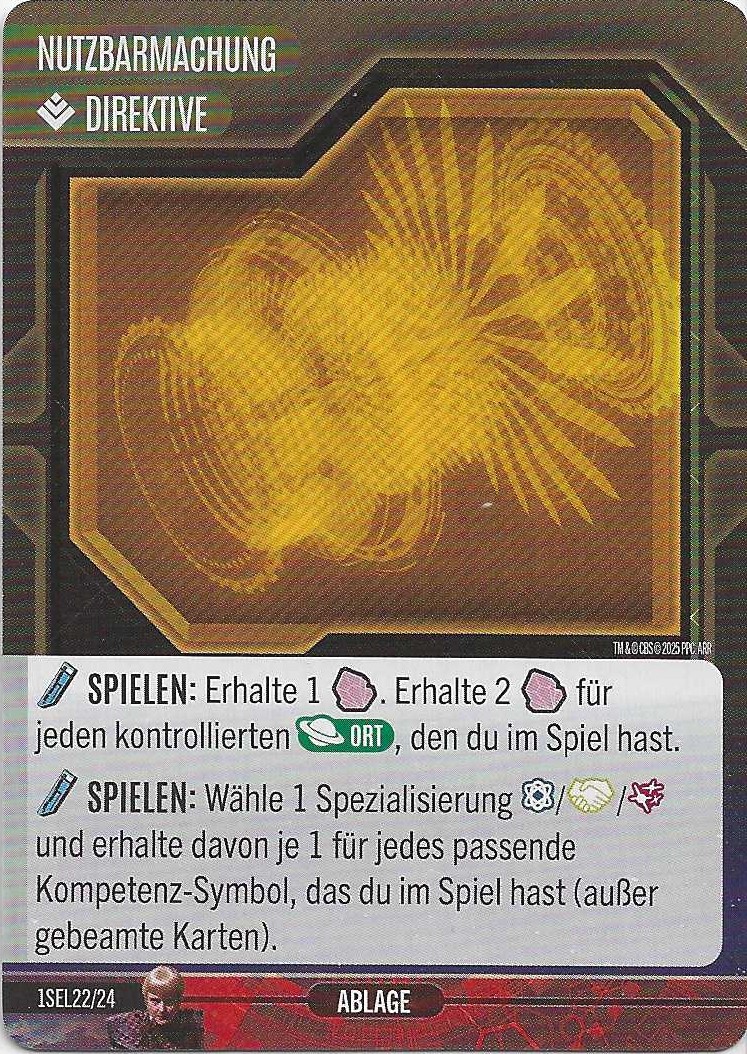 NUTZBARMACHUNG
DIREKTIVE
TM & © CBS © 2025 PPC. ARR
SPIELEN: Erhalte 1 . Erhalte 2 für
jeden kontrollierten ORT, den du im Spiel hast.
SPIELEN: Wähle 1 Spezialisierung / /
und erhalte davon je 1 für jedes passende
Kompetenz-Symbol, das du im Spiel hast (außer
gebeamte Karten).
1SEL22/24
ABLAGE